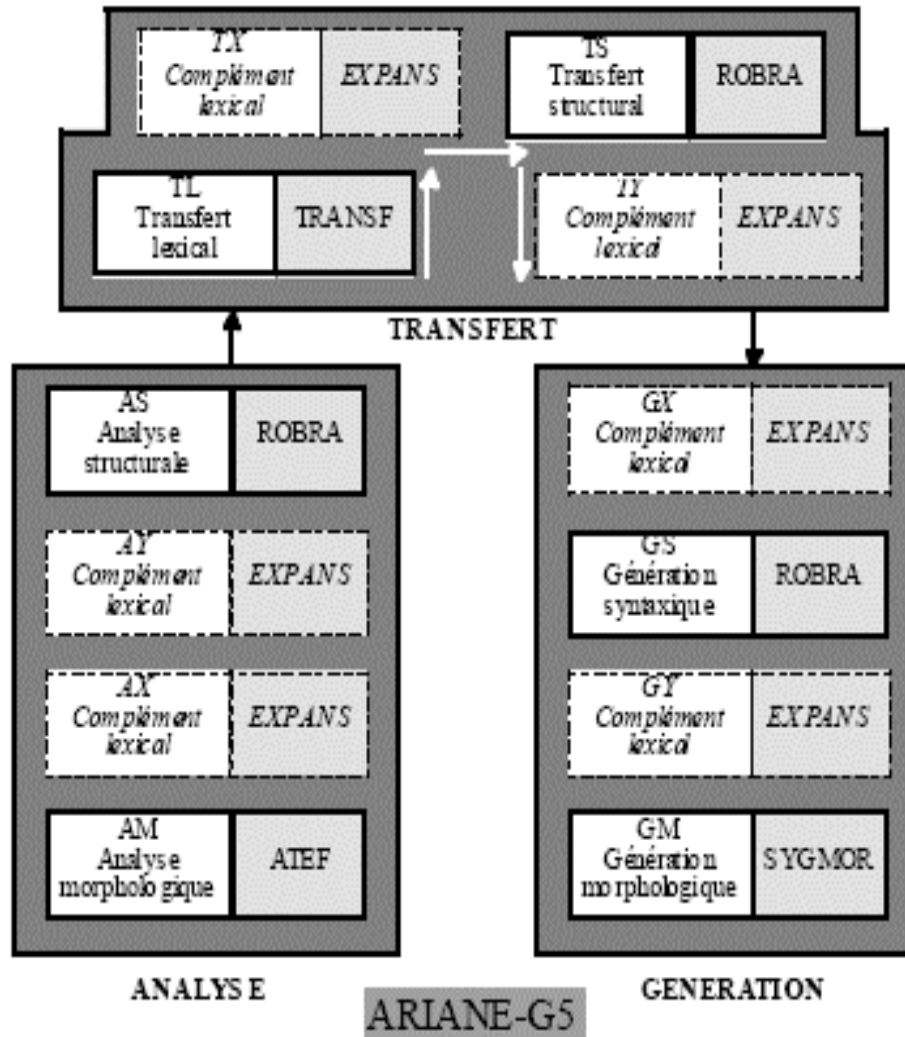 TX
Complément
lexical
EXPANS
TS
Transfert
structural
ROBRA
TL
Transfert
lexical
TRANSF
TY
Complément
lexical
EXPANS
TRANSFERT
AS
Analyse
structurale
ROBRA
AY
Complément
lexical
EXPANS
AX
Complément
lexical
EXPANS
AM
Analyse
morphologique
ATEF
ANALYSE
GX
Complément
lexical
EXPANS
GS
Génération
syntaxique
ROBRA
GY
Complément
lexical
EXPANS
GM
Génération
morphologique
SYGMOR
GENERATION
ARIANE-G5